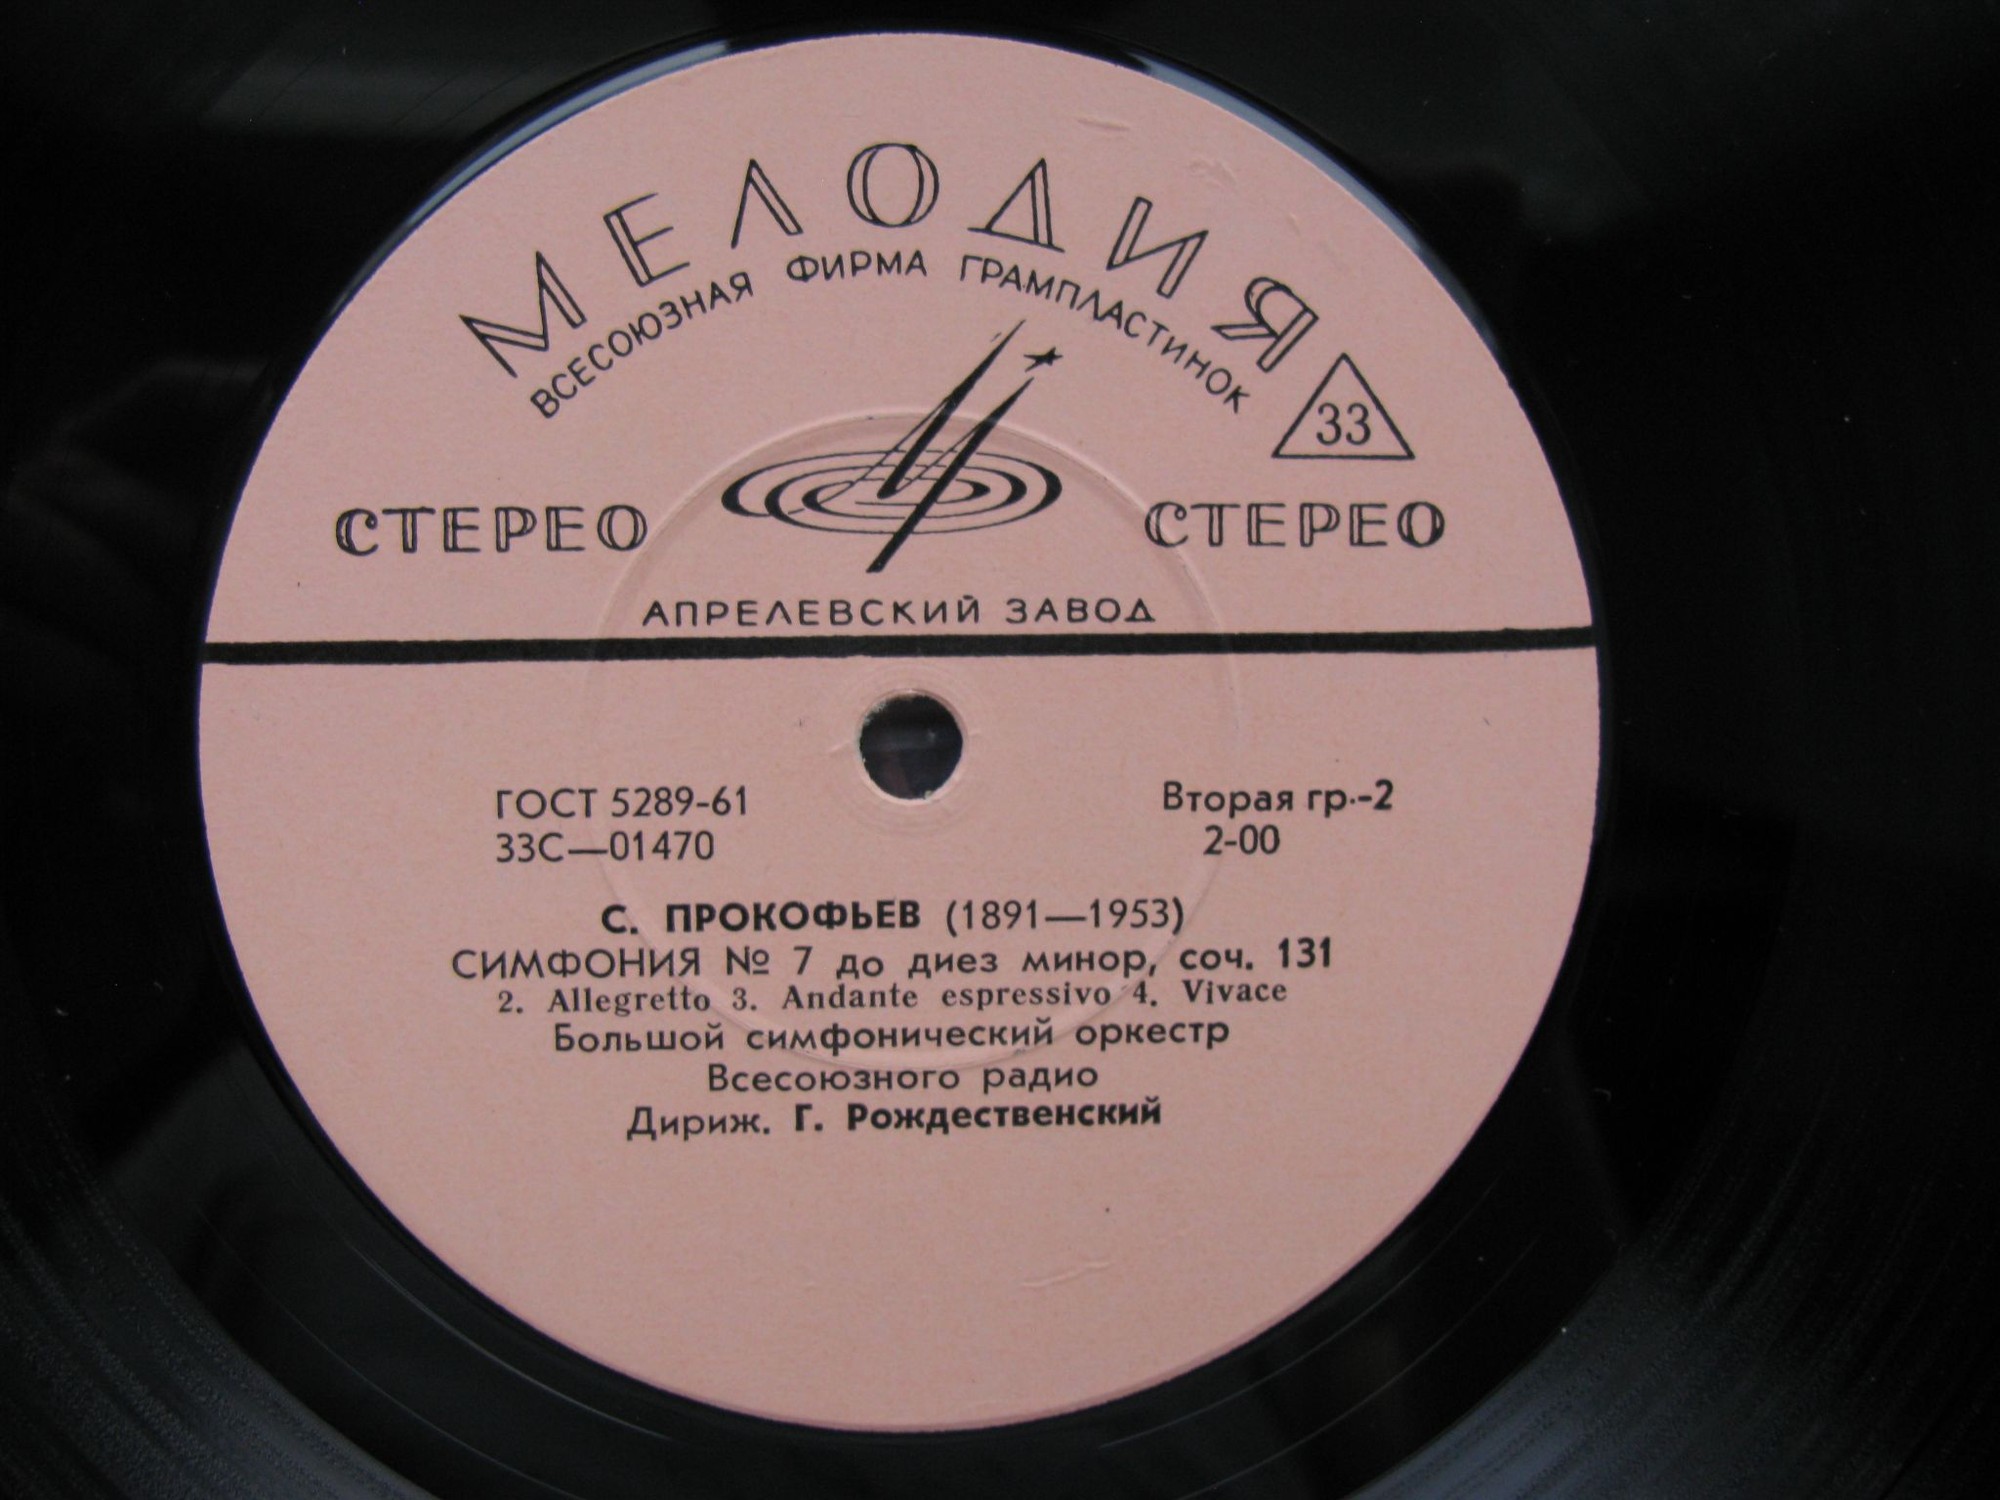 МЕЛОДИЯ
ВСЕСОЮЗНАЯ ФИРМА ГРАМПЛАСТИНОК
33
СТЕРЕО СТЕРЕО
АПРЕЛЕВСКИЙ ЗАВОД
ГОСТ 5289-61 Вторая гр.-2
33С—01470 2-00
С. ПРОКОФЬЕВ (1891—1953)
СИМФОНИЯ № 7 до диез минор, соч. 131
2. Allegretto 3. Andante espressivo 4. Vivace
Большой симфонический оркестр
Всесоюзного радио
Дириж. Г. Рождественский